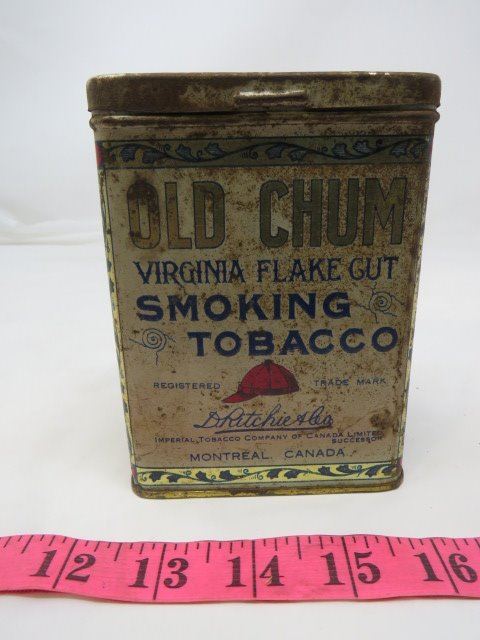 OLD CHUM
VIRGINIA FLAKE CUT
SMOKING
TOBACCO
REGISTERED TRADE MARK
D. Ritchie & Co.
IMPERIAL TOBACCO COMPANY OF CANADA LIMITED
SUCCESSOR
MONTREAL, CANADA.
12 13 14 15 16